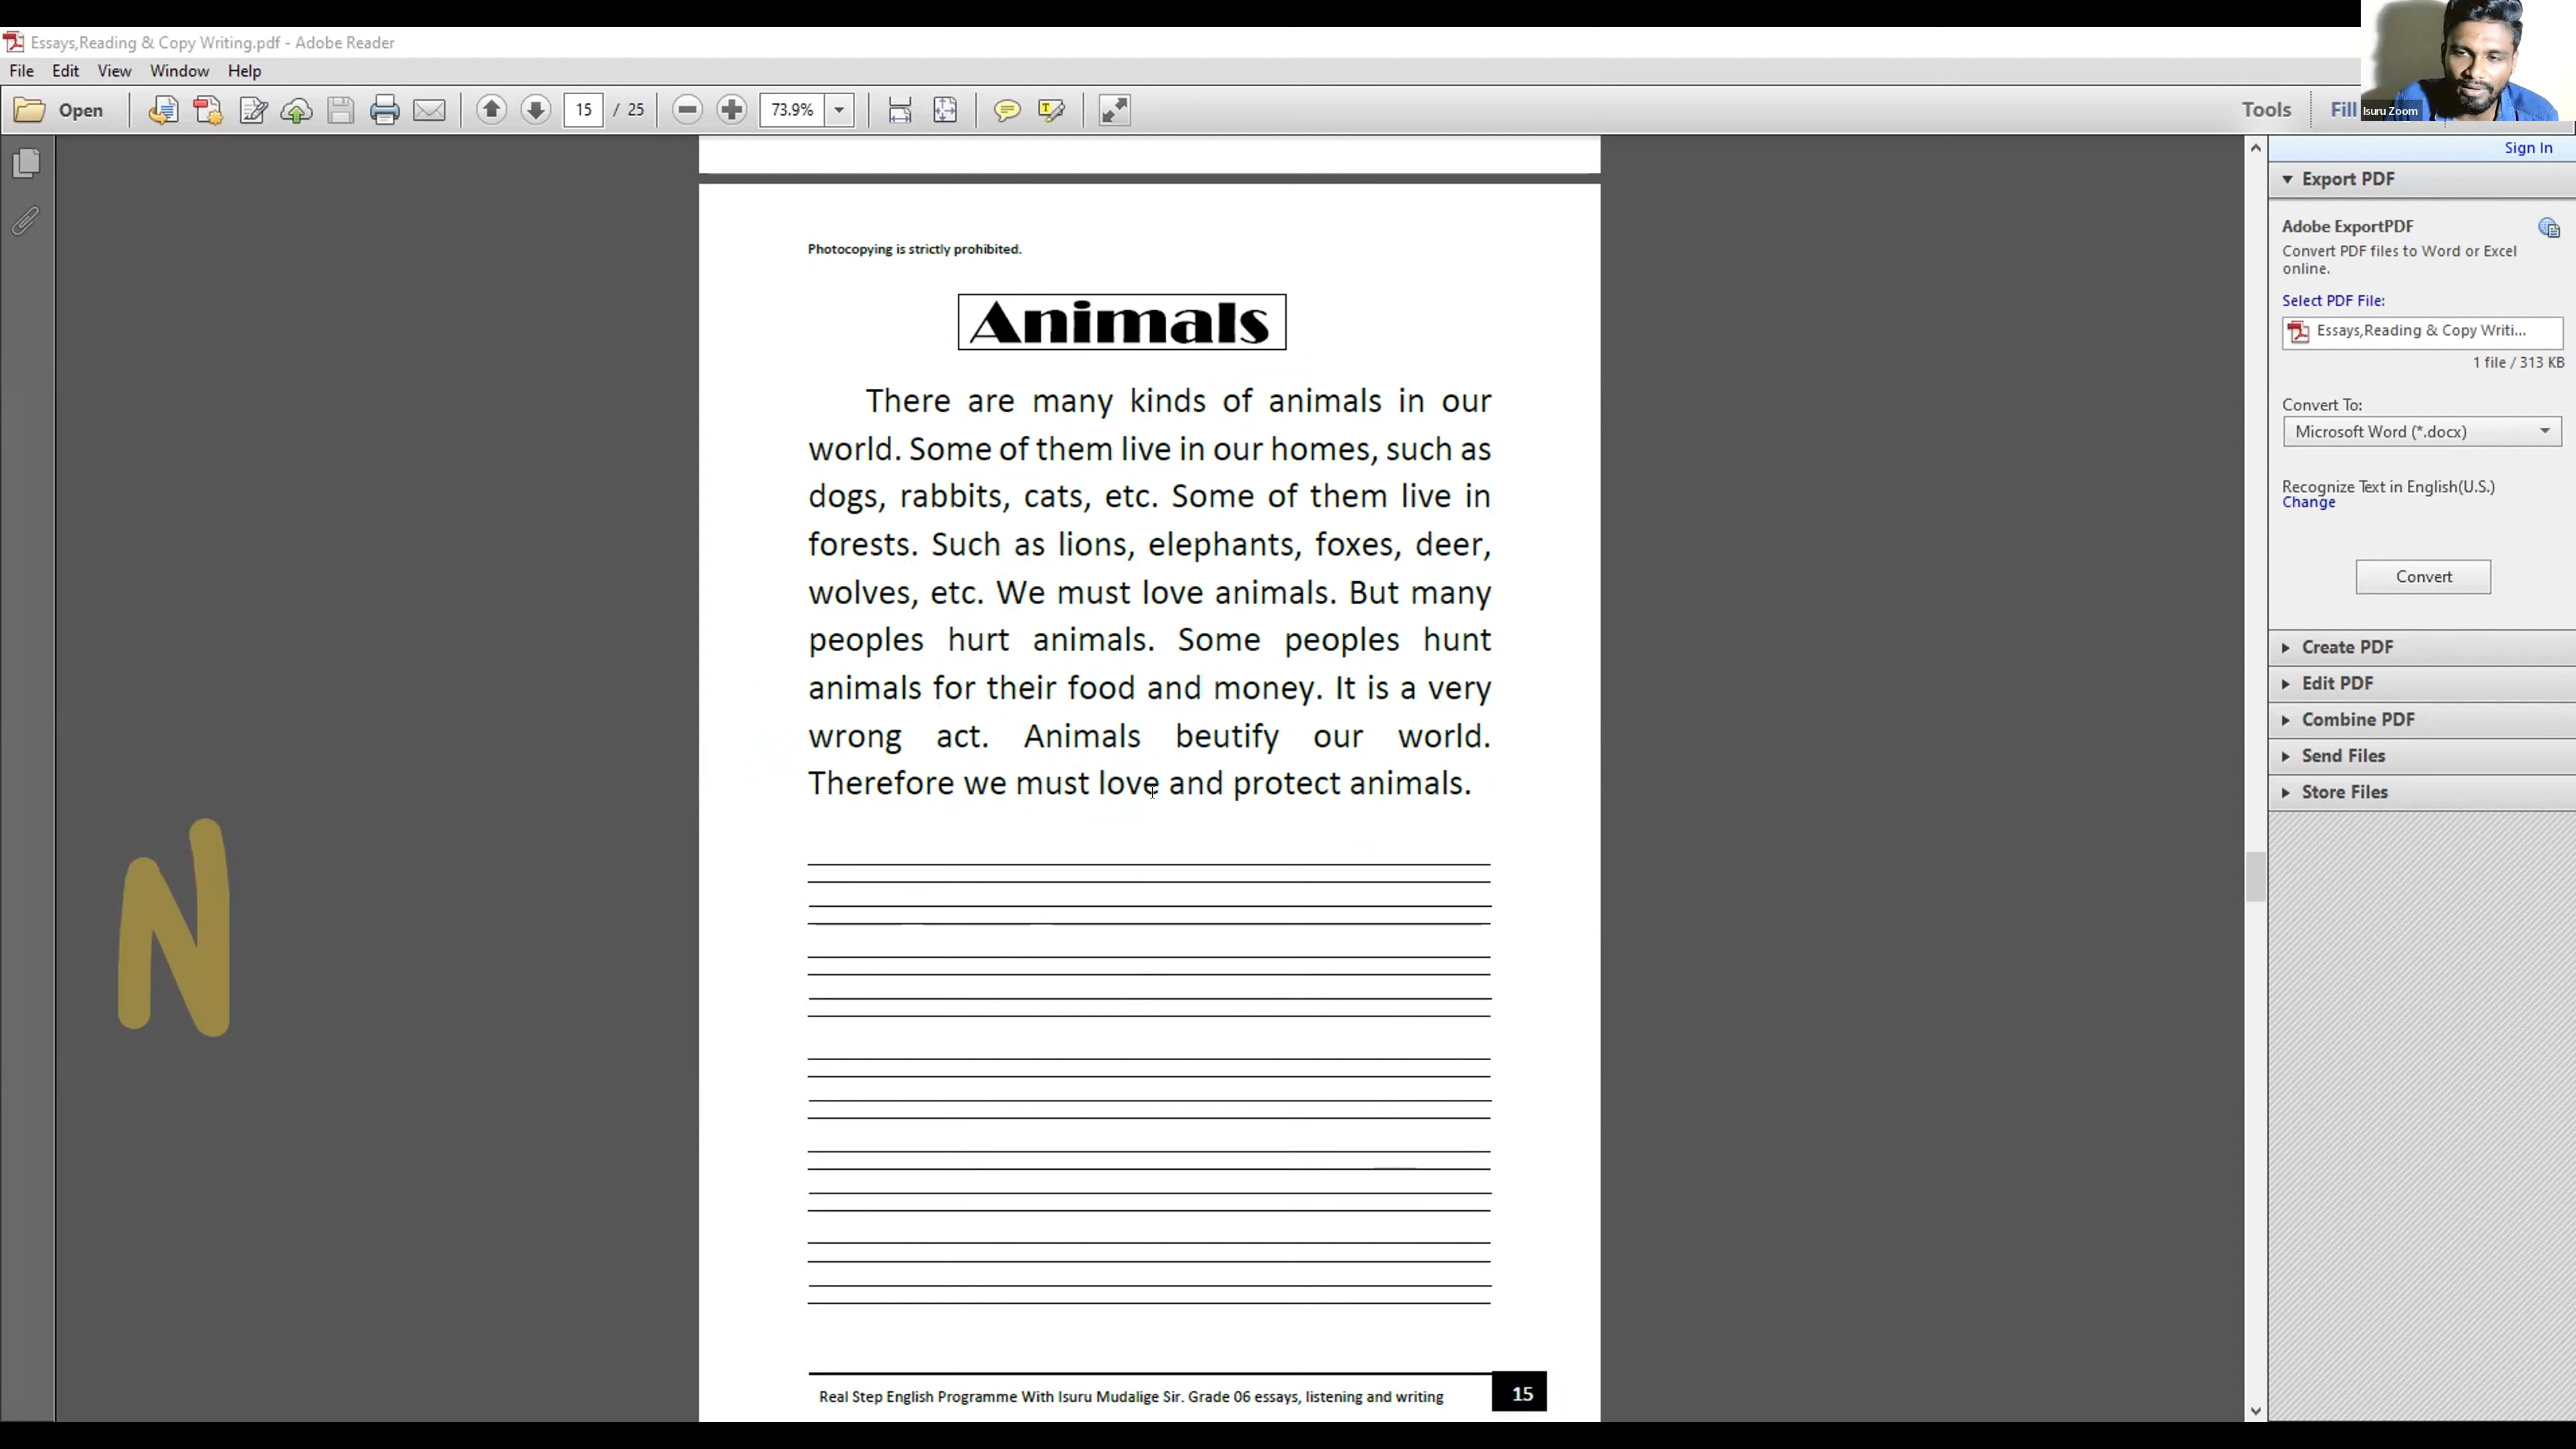 Essays,Reading & Copy Writing.pdf - Adobe Reader
File Edit View Window Help
Open 15 / 25 73.9% Tools Fill
Isuru Zoom
Sign In
Export PDF
Adobe ExportPDF
Convert PDF files to Word or Excel
online.
Select PDF File:
Essays,Reading & Copy Writi...
1 file / 313 KB
Convert To:
Microsoft Word (*.docx)
Recognize Text in English(U.S.)
Change
Convert
Create PDF
Edit PDF
Combine PDF
Send Files
Store Files
Photocopying is strictly prohibited.
Animals
There are many kinds of animals in our
world. Some of them live in our homes, such as
dogs, rabbits, cats, etc. Some of them live in
forests. Such as lions, elephants, foxes, deer,
wolves, etc. We must love animals. But many
peoples hurt animals. Some peoples hunt
animals for their food and money. It is a very
wrong act. Animals beutify our world.
Therefore we must love and protect animals.
N
Real Step English Programme With Isuru Mudalige Sir. Grade 06 essays, listening and writing
15